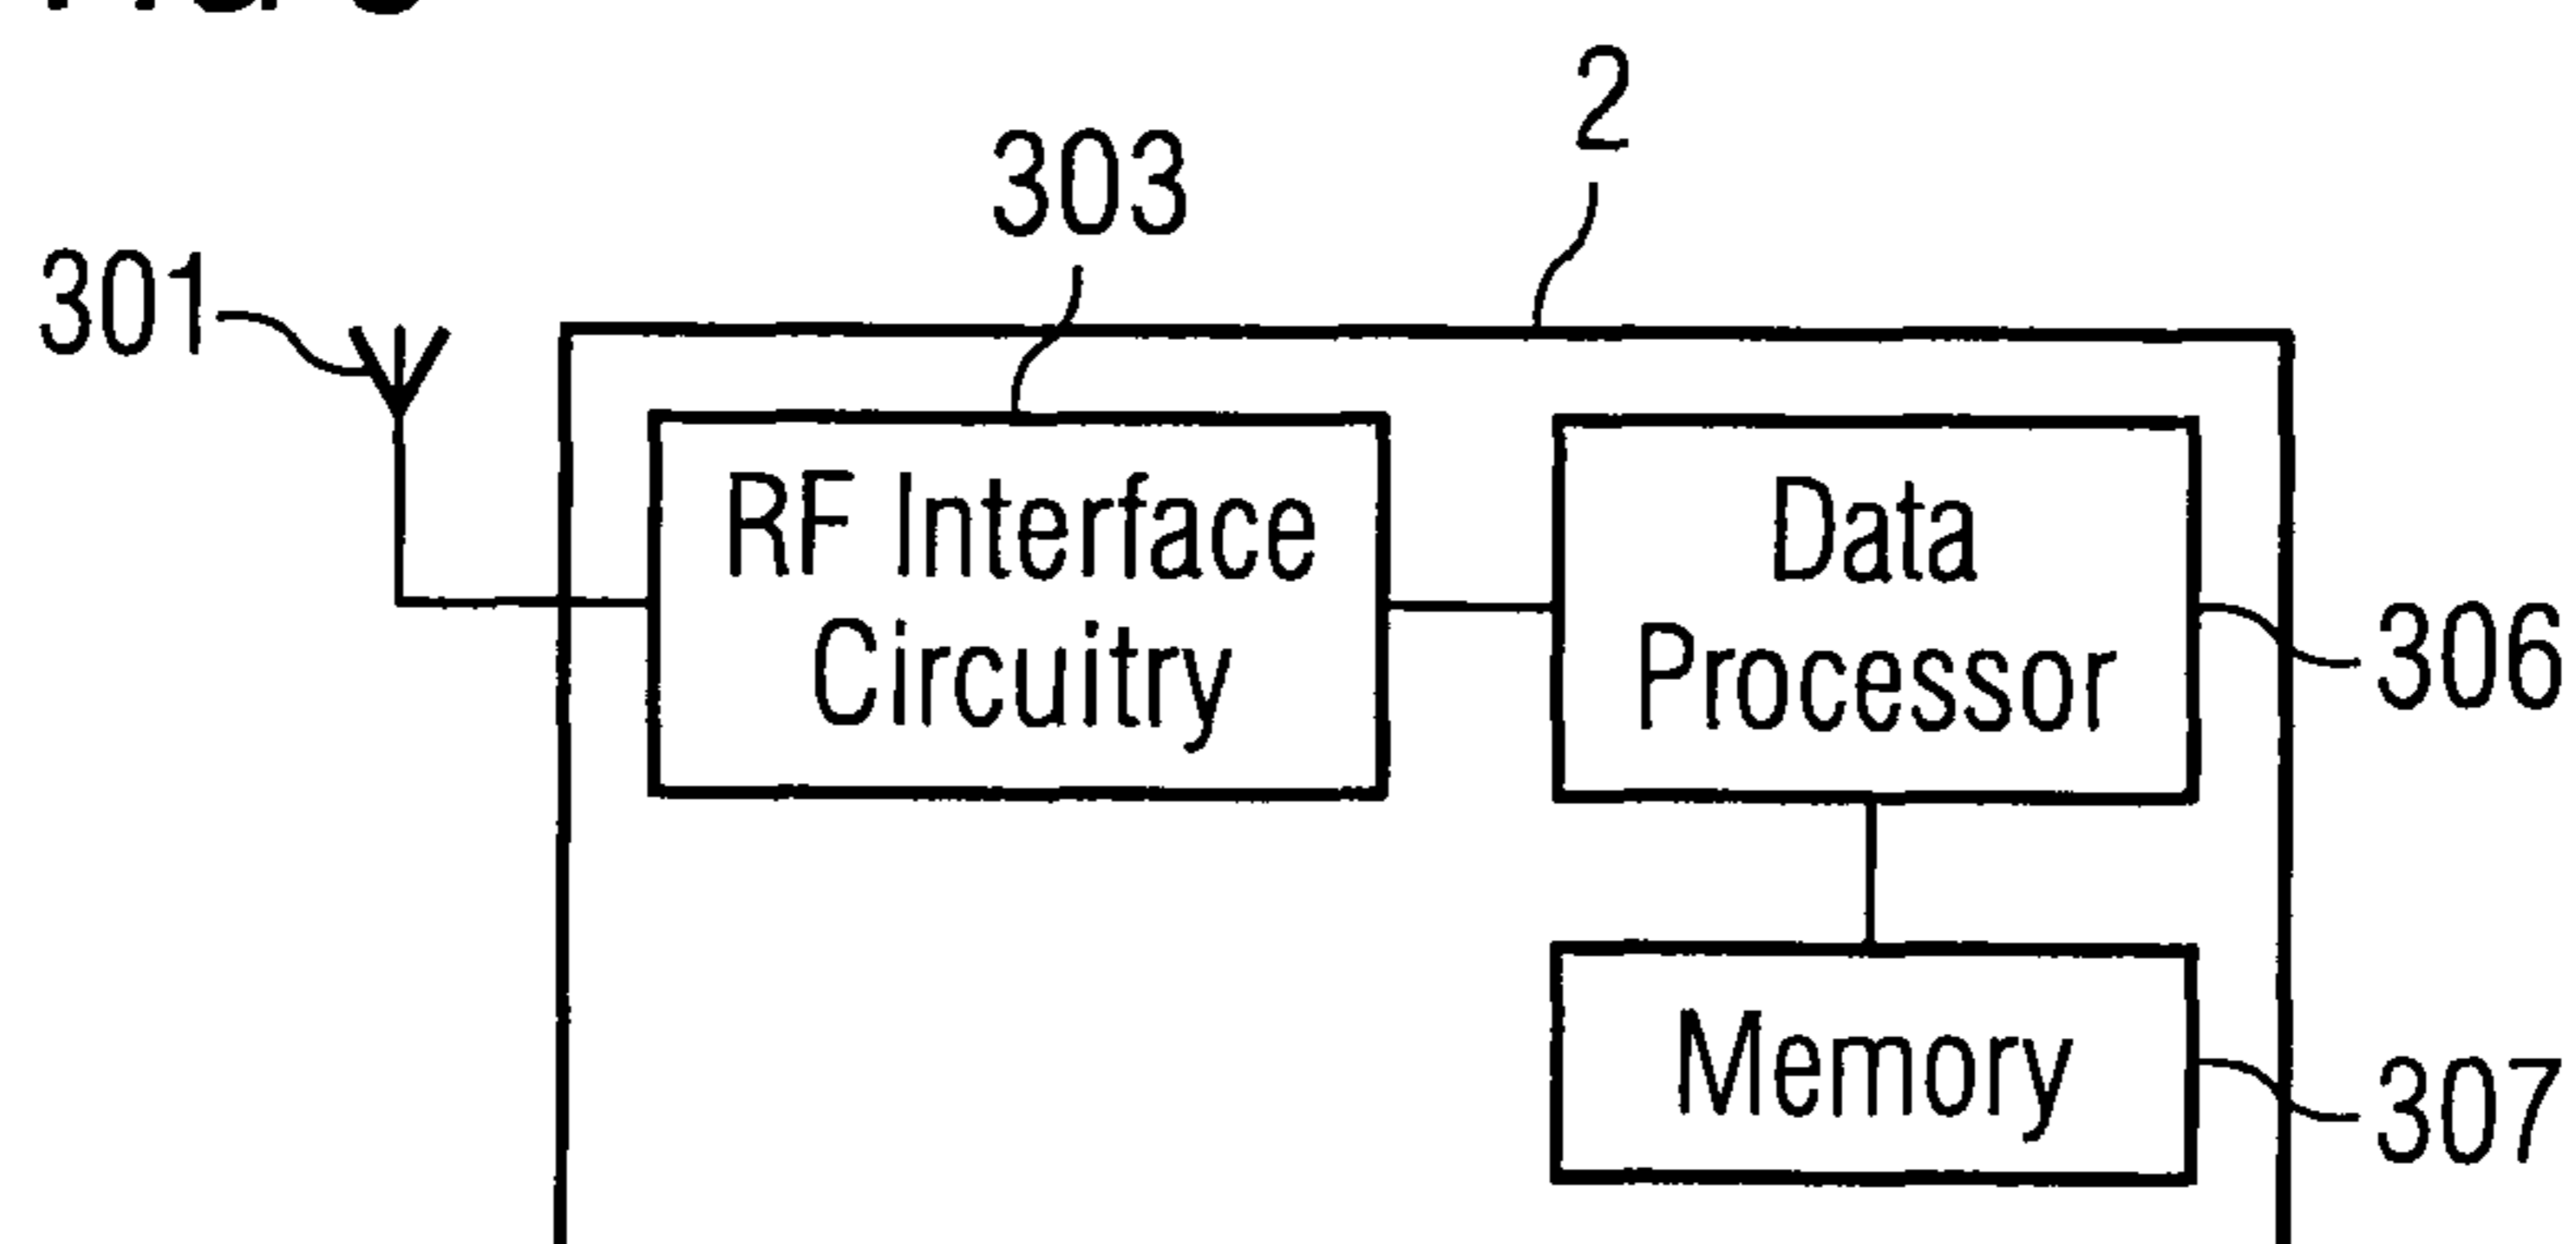 2
303
301
RF Interface
Circuitry
Data
Processor
306
Memory
307